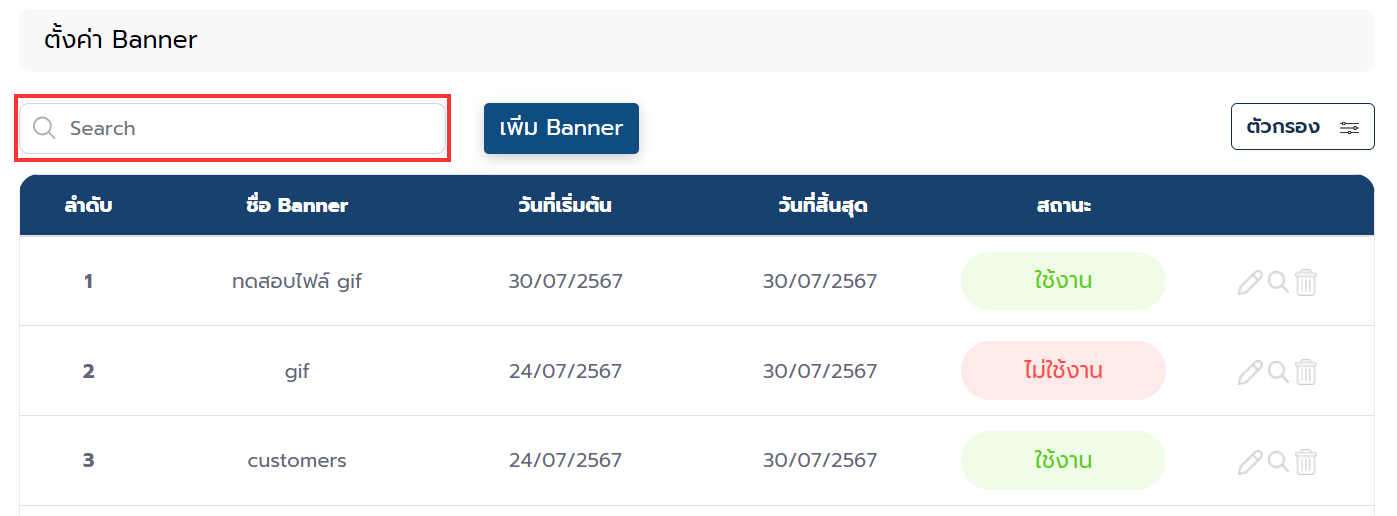 ตั้งค่า Banner
Search
เพิ่ม Banner
ตัวกรอง
ลำดับ ชื่อ Banner วันที่เริ่มต้น วันที่สิ้นสุด สถานะ
1 ทดสอบไฟล์ gif 30/07/2567 30/07/2567 ใช้งาน
2 gif 24/07/2567 30/07/2567 ไม่ใช้งาน
3 customers 24/07/2567 30/07/2567 ใช้งาน